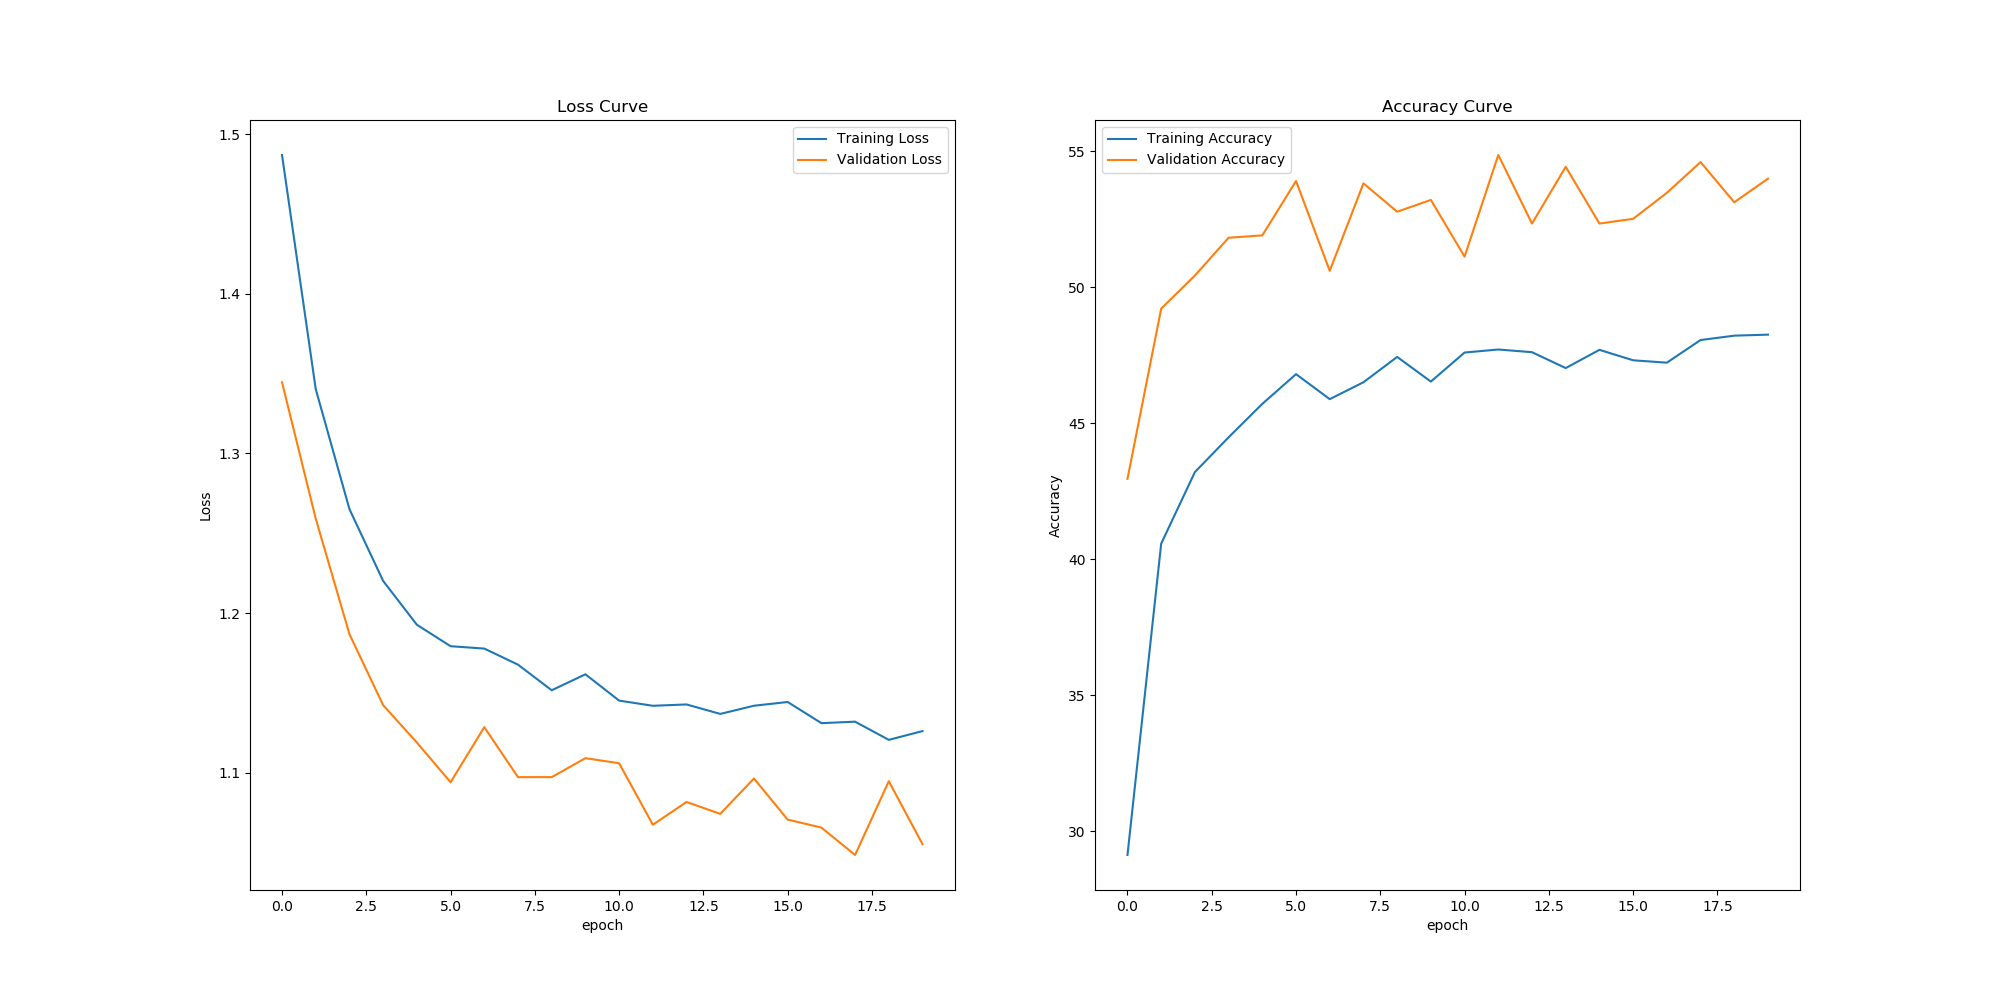 Loss Curve
Training Loss
Validation Loss
1.5
1.4
1.3
1.2
1.1
Loss
0.0 2.5 5.0 7.5 10.0 12.5 15.0 17.5
epoch
Accuracy Curve
Training Accuracy
Validation Accuracy
55
50
45
40
35
30
Accuracy
0.0 2.5 5.0 7.5 10.0 12.5 15.0 17.5
epoch